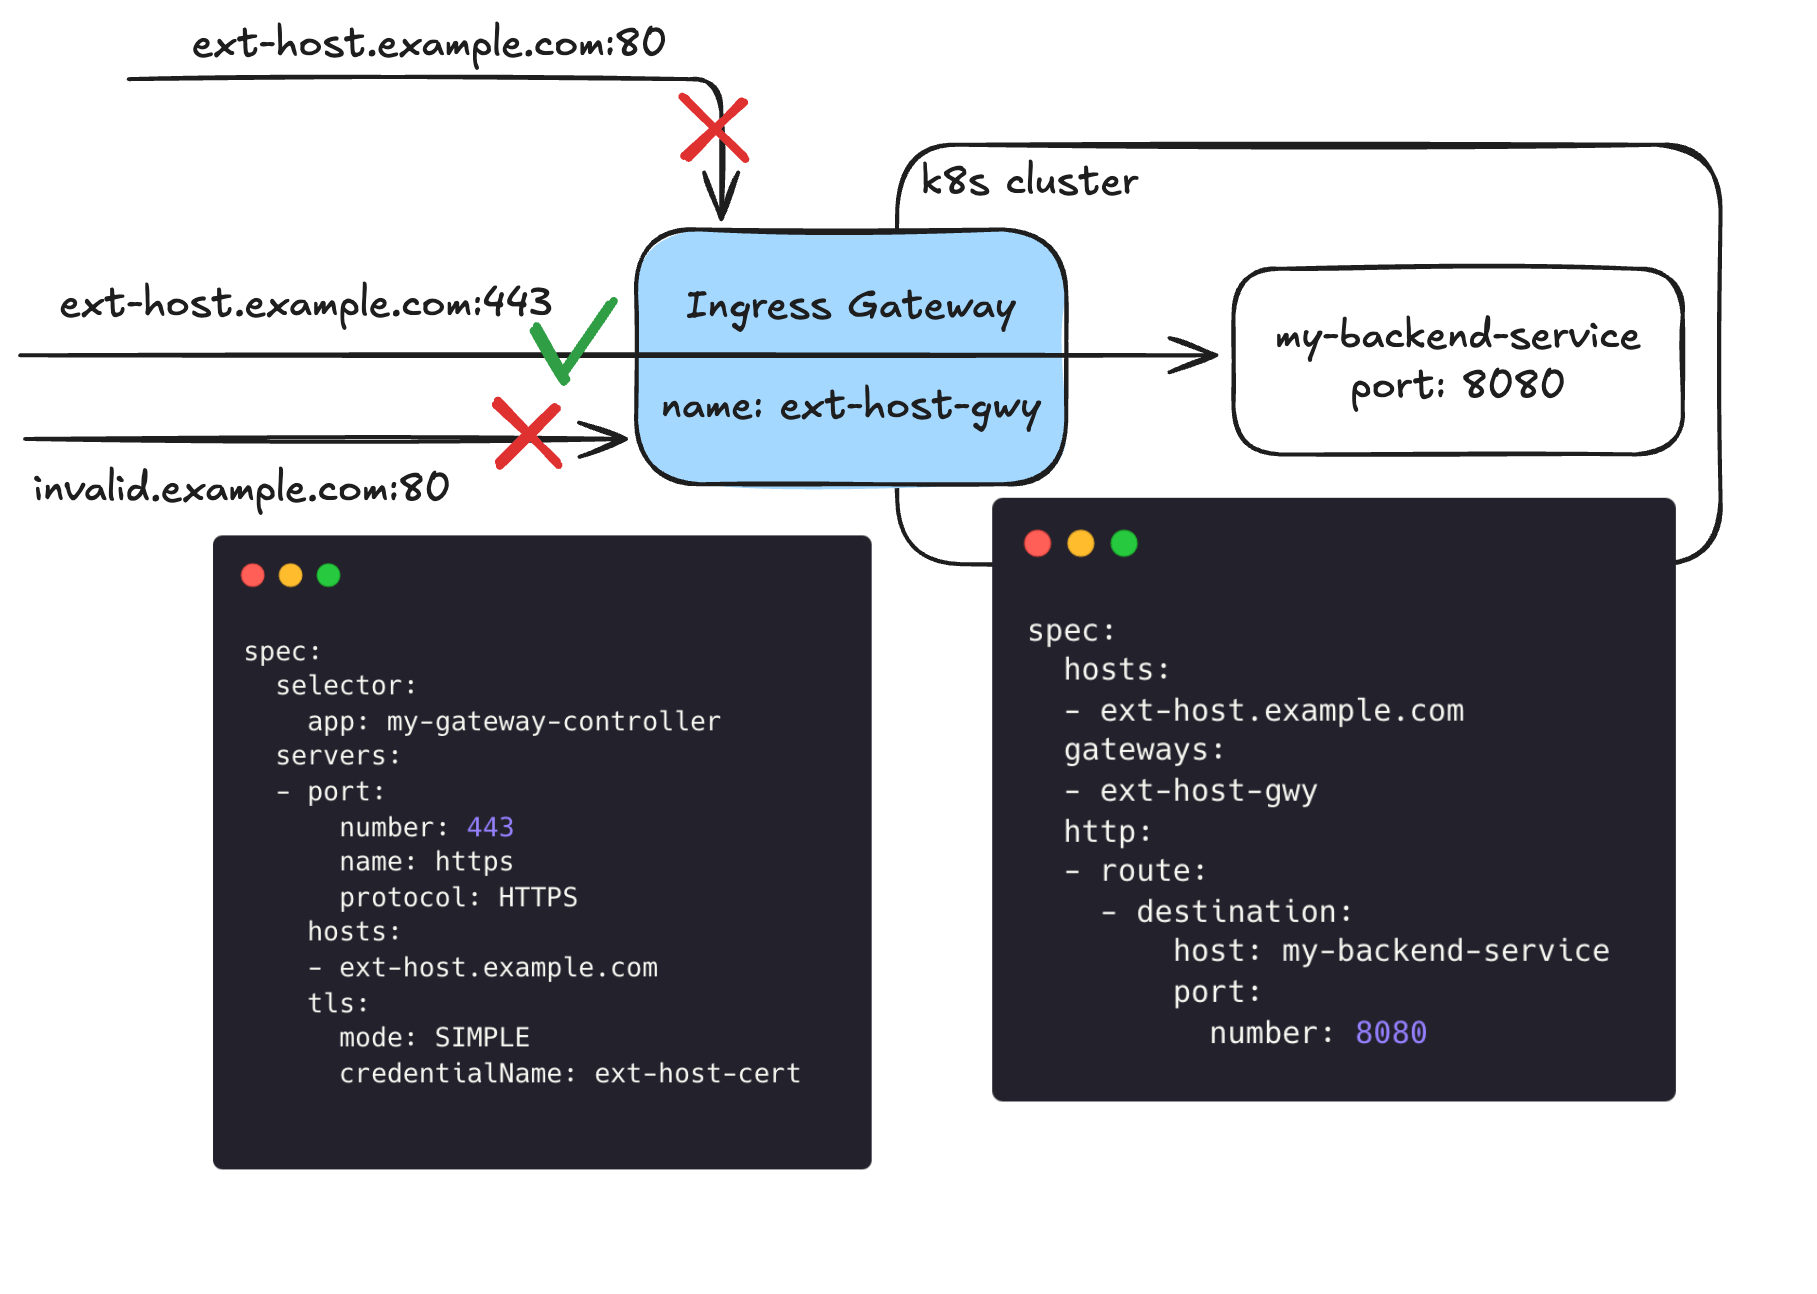 ext-host.example.com:80
k8s cluster
ext-host.example.com:443
Ingress Gateway
name: ext-host-gwy
my-backend-service
port: 8080
invalid.example.com:80
spec:
  selector:
    app: my-gateway-controller
  servers:
  - port:
      number: 443
      name: https
      protocol: HTTPS
    hosts:
    - ext-host.example.com
    tls:
      mode: SIMPLE
      credentialName: ext-host-cert
spec:
  hosts:
  - ext-host.example.com
  gateways:
  - ext-host-gwy
  http:
  - route:
    - destination:
        host: my-backend-service
        port:
          number: 8080